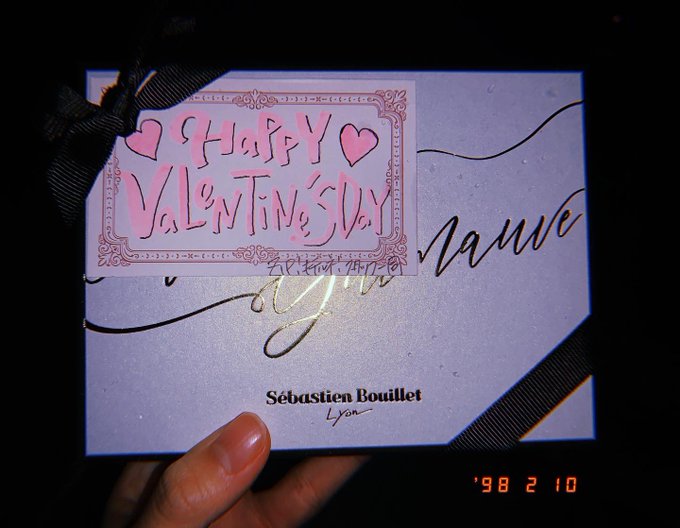 Happy
Valentine's Day
mauve
Sébastien Bouillet
Lyon
'98 2 10